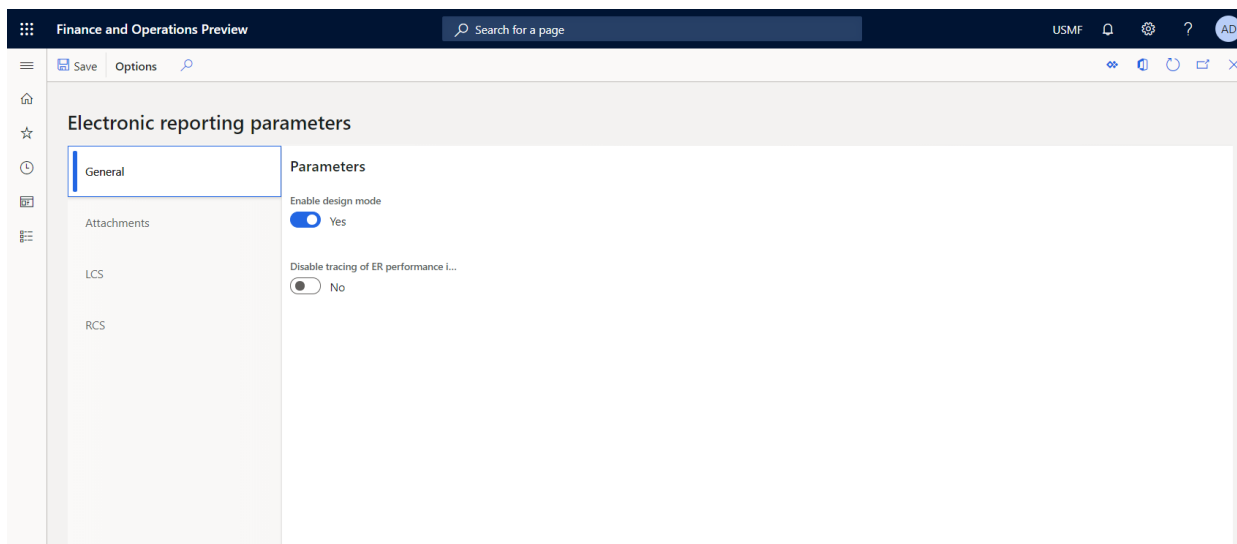 Finance and Operations Preview
Search for a page
USMF
?
AD
Save Options
Electronic reporting parameters
General
Attachments
LCS
RCS
Parameters
Enable design mode
Yes
Disable tracing of ER performance i...
No